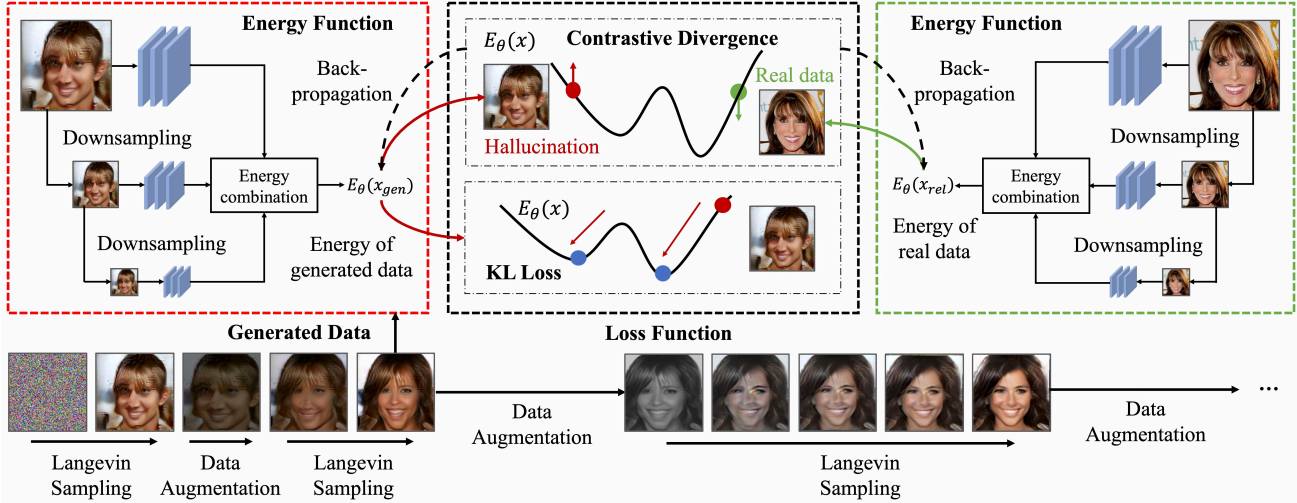 Energy Function
Back-
propagation
Downsampling
Energy
combination
E_θ(x_gen)
Downsampling
Energy of
generated data
E_θ(x)
Contrastive Divergence
Real data
Hallucination
E_θ(x)
KL Loss
Energy Function
Back-
propagation
Downsampling
E_θ(x_rel)
Energy
combination
Energy of
real data
Downsampling
Generated Data
Loss Function
Langevin
Sampling
Data
Augmentation
Langevin
Sampling
Data
Augmentation
Langevin
Sampling
Data
Augmentation
...